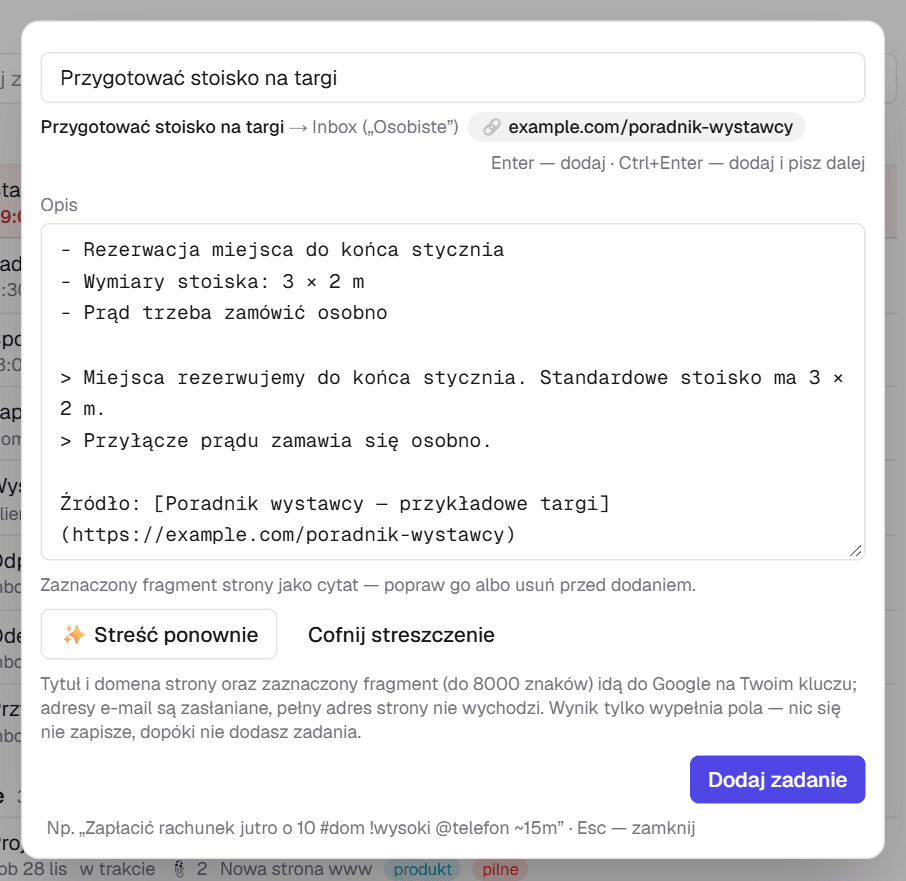 Przygotować stoisko na targi
Przygotować stoisko na targi → Inbox („Osobiste”) example.com/poradnik-wystawcy
Enter — dodaj · Ctrl+Enter — dodaj i pisz dalej
Opis
- Rezerwacja miejsca do końca stycznia
- Wymiary stoiska: 3 × 2 m
- Prąd trzeba zamówić osobno
> Miejsca rezerwujemy do końca stycznia. Standardowe stoisko ma 3 ×
2 m.
> Przyłącze prądu zamawia się osobno.
Źródło: [Poradnik wystawcy — przykładowe targi]
(https://example.com/poradnik-wystawcy)
Zaznaczony fragment strony jako cytat — popraw go albo usuń przed dodaniem.
✨ Streść ponownie Cofnij streszczenie
Tytuł i domena strony oraz zaznaczony fragment (do 8000 znaków) idą do Google na Twoim kluczu;
adresy e-mail są zasłaniane, pełny adres strony nie wychodzi. Wynik tylko wypełnia pola — nic się
nie zapisze, dopóki nie dodasz zadania.
Dodaj zadanie
Np. „Zapłacić rachunek jutro o 10 #dom !wysoki @telefon ~15m” · Esc — zamknij
ob 28 lis w trakcie 2 Nowa strona www produkt pilne